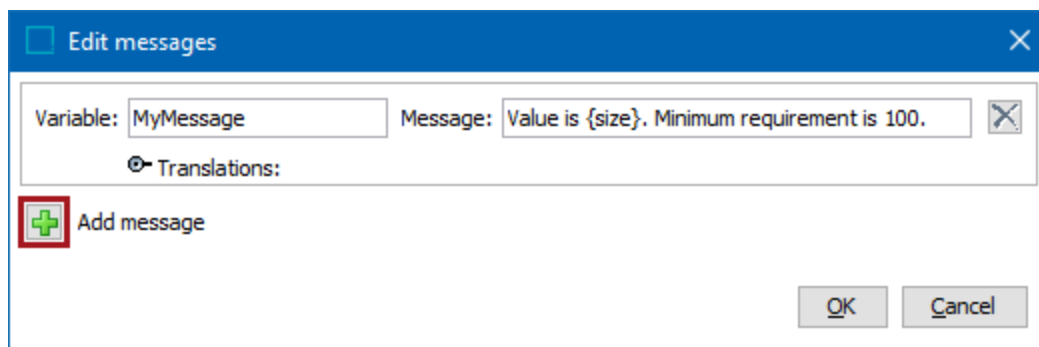 Edit messages
Variable: MyMessage Message: Value is {size}. Minimum requirement is 100.
Translations:
Add message
OK Cancel